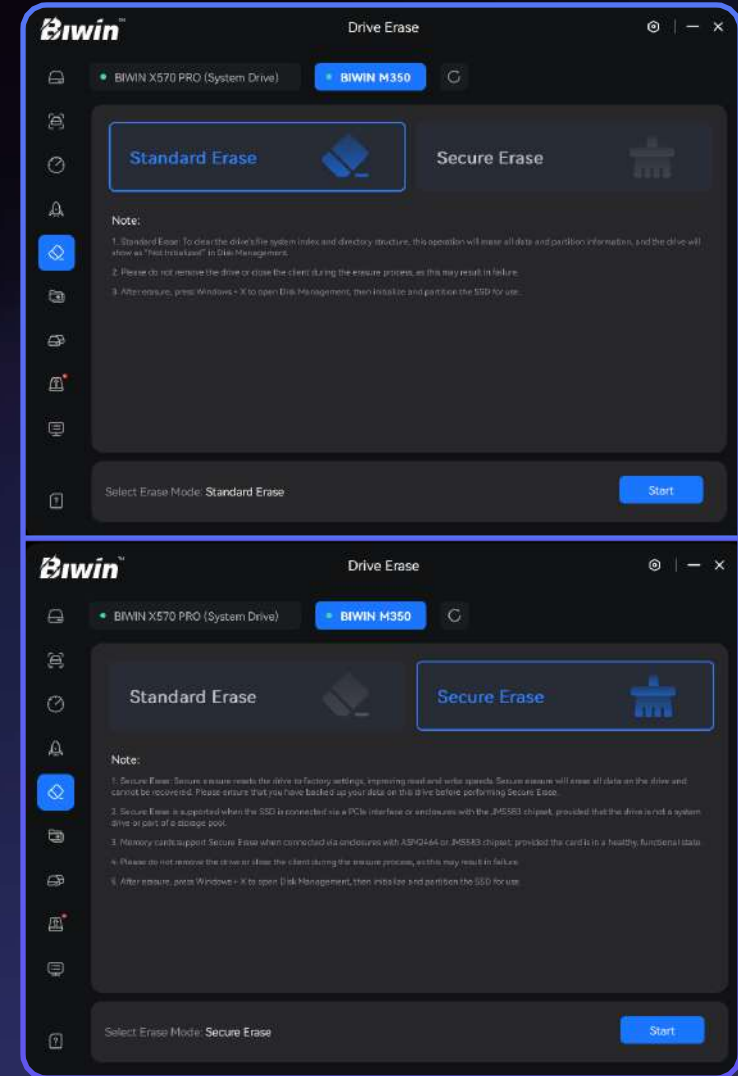 Biwin™
Drive Erase
BIWIN X570 PRO (System Drive)
BIWIN M350
Standard Erase
Secure Erase
Note:
1. Standard Erase: To clear the drive's file system index and directory structure, this operation will erase all data and partition information, and the drive will
show as "Not Initialized" in Disk Management.
2. Please do not remove the drive or close the client during the erasure process, as this may result in failure.
3. After erasure, press Windows + X to open Disk Management, then initialize and partition the SSD for use.
Select Erase Mode: Standard Erase
Start
Biwin™
Drive Erase
BIWIN X570 PRO (System Drive)
BIWIN M350
Standard Erase
Secure Erase
Note:
1. Secure Erase: Secure erasure resets the drive to factory settings, improving read and write speeds. Secure erasure will erase all data on the drive and
cannot be recovered. Please ensure that you have backed up your data on this drive before performing Secure Erase.
2. Secure Erase is supported when the SSD is connected via a PCIe interface or enclosures with the JMS583 chipset, provided that the drive is not a system
drive or part of a storage pool.
3. Memory cards support Secure Erase when connected via enclosures with ASM2464 or JMS583 chipset, provided the card is in a healthy, functional state.
4. Please do not remove the drive or close the client during the erasure process, as this may result in failure.
5. After erasure, press Windows + X to open Disk Management, then initialize and partition the SSD for use.
Select Erase Mode: Secure Erase
Start